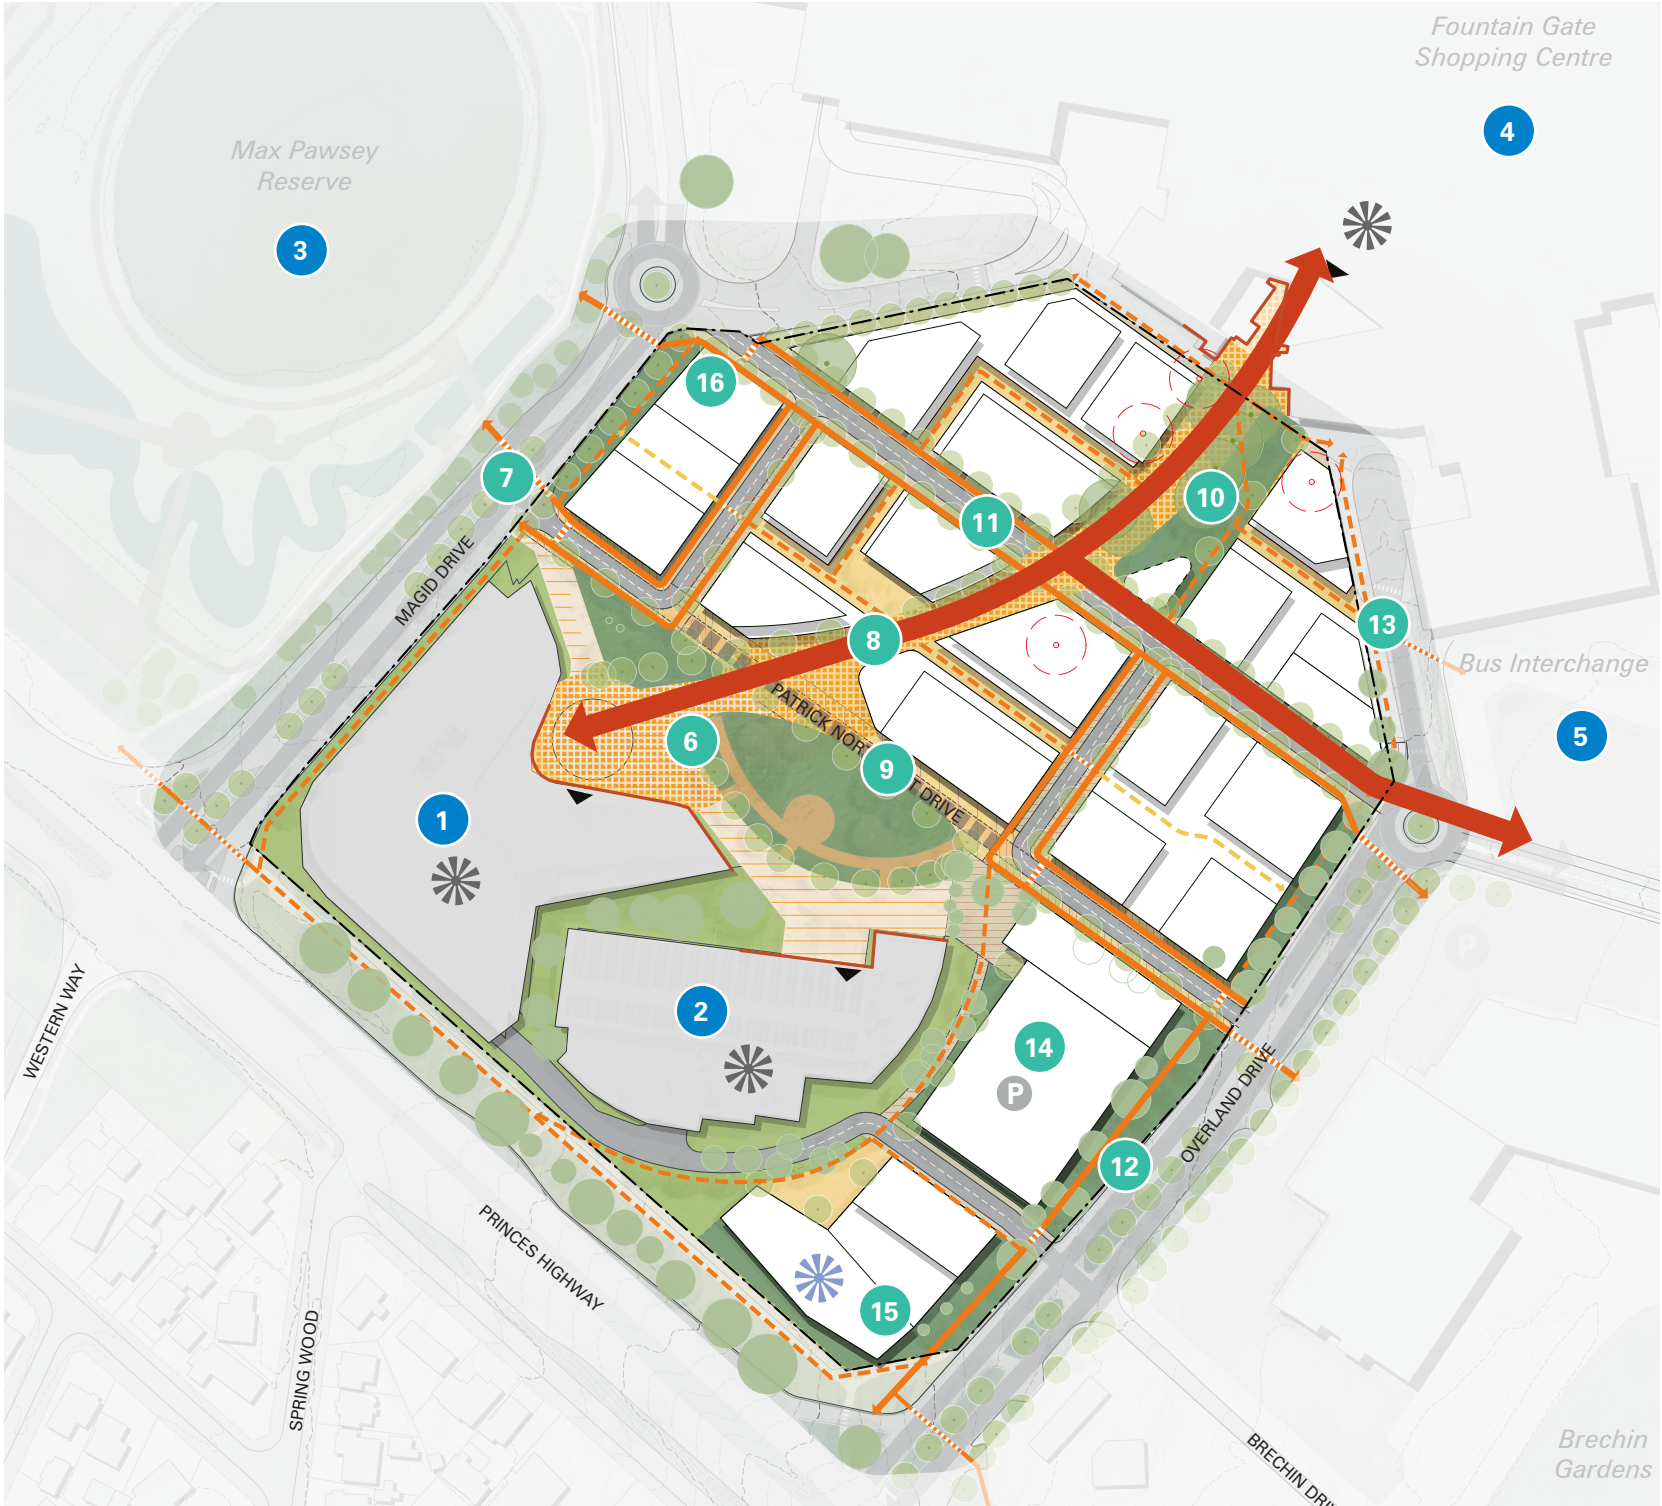 Fountain Gate
Shopping Centre
4
Max Pawsey
Reserve
3
16
7
10
11
MAGID DRIVE
13
8
Bus Interchange
PATRICK NOR
T DRIVE
6
5
9
1
P
WESTERN WAY
2
14
P
OVERLAND DRIVE
12
PRINCES HIGHWAY
15
SPRING WOOD
Brechin
Gardens
BRECHIN DRI